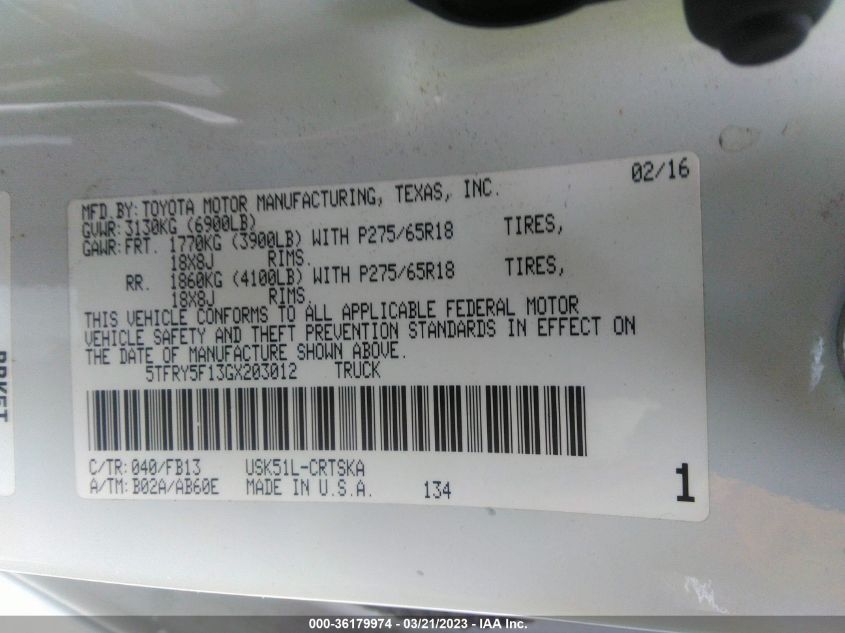 02/16
MFD.BY: TOYOTA MOTOR MANUFACTURING, TEXAS, INC.
GVWR: 3130KG (6900LB)
GAWR: FRT. 1770KG (3900LB) WITH P275/65R18 TIRES,
18X8J RIMS.
RR. 1860KG (4100LB) WITH P275/65R18 TIRES,
18X8J RIMS.
THIS VEHICLE CONFORMS TO ALL APPLICABLE FEDERAL MOTOR
VEHICLE SAFETY AND THEFT PREVENTION STANDARDS IN EFFECT ON
THE DATE OF MANUFACTURE SHOWN ABOVE.
5TFRY5F13GX203012 TRUCK
C/TR: 040/FB13 USK51L-CRTSKA
A/TM: B02A/AB60E MADE IN U.S.A. 134
1
000-36179974 - 03/21/2023 - IAA Inc.